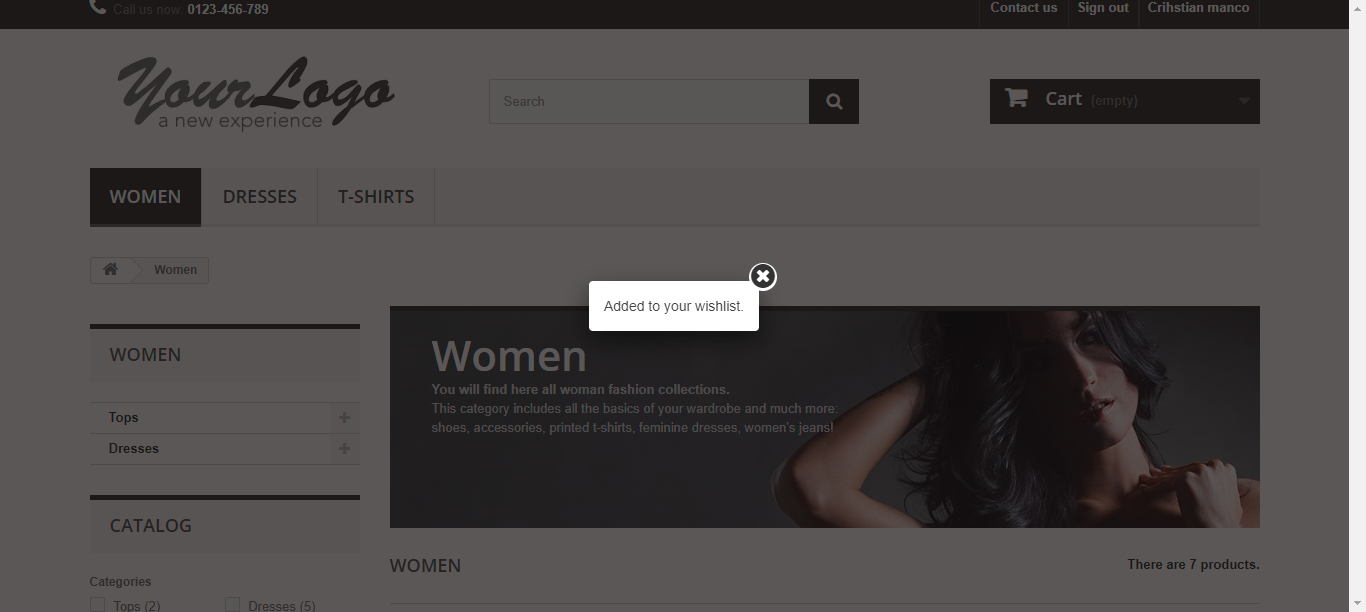 Call us now: 0123-456-789
Contact us
Sign out
Crihstian manco
YourLogo
a new experience
Search
Cart (empty)
WOMEN
DRESSES
T-SHIRTS
Women
Added to your wishlist.
WOMEN
Tops
Dresses
CATALOG
Categories
Tops (2)
Dresses (5)
Women
You will find here all woman fashion collections.
This category includes all the basics of your wardrobe and much more:
shoes, accessories, printed t-shirts, feminine dresses, women's jeans!
WOMEN
There are 7 products.